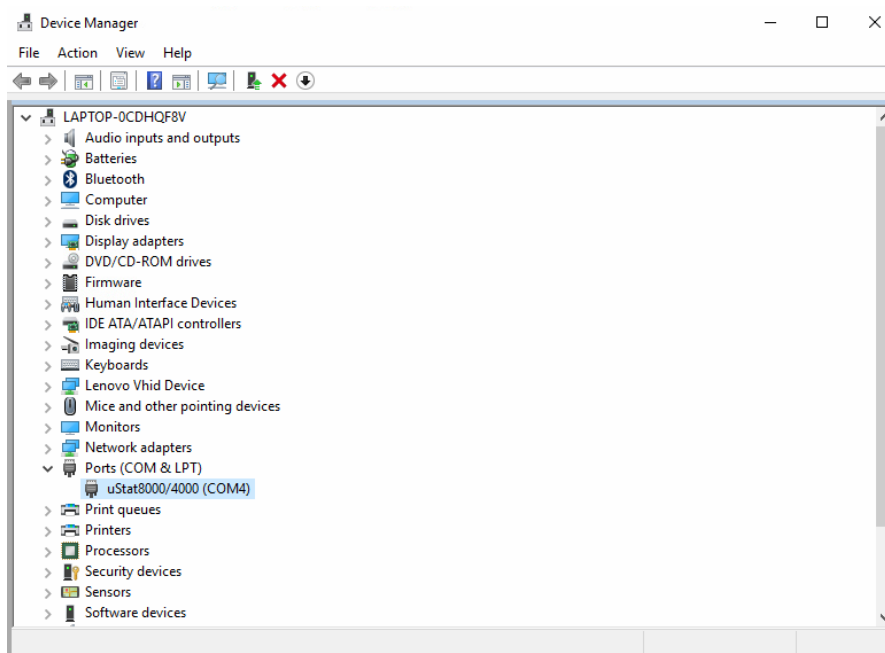 Device Manager
File Action View Help
LAPTOP-0CDHQF8V
Audio inputs and outputs
Batteries
Bluetooth
Computer
Disk drives
Display adapters
DVD/CD-ROM drives
Firmware
Human Interface Devices
IDE ATA/ATAPI controllers
Imaging devices
Keyboards
Lenovo Vhid Device
Mice and other pointing devices
Monitors
Network adapters
Ports (COM & LPT)
uStat8000/4000 (COM4)
Print queues
Printers
Processors
Security devices
Sensors
Software devices